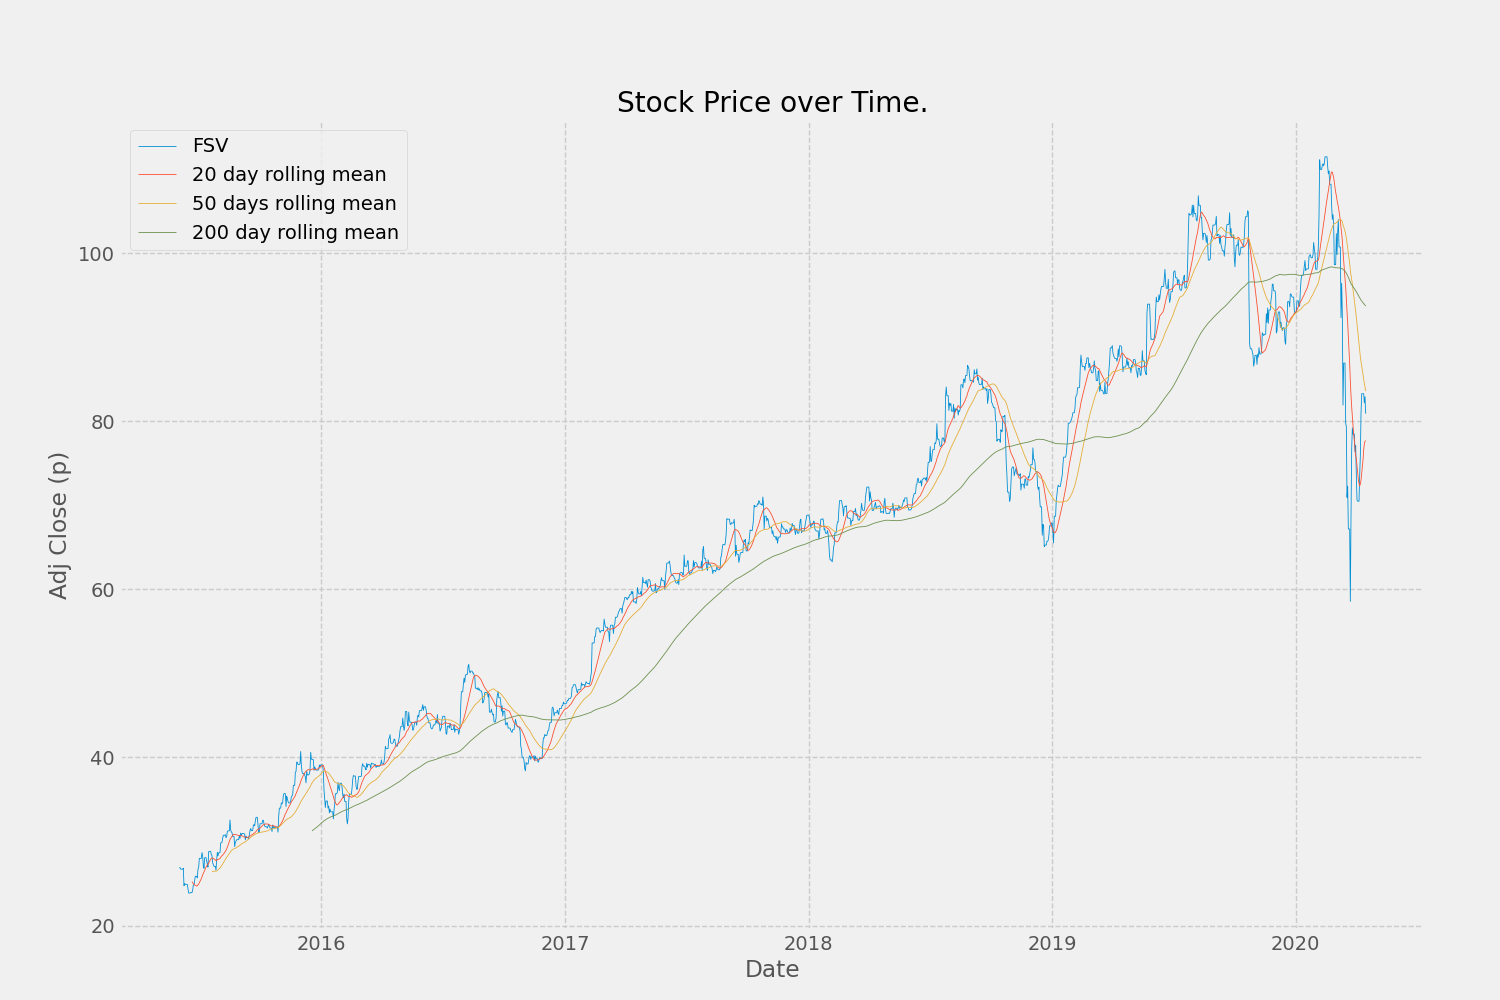 Stock Price over Time.
FSV
20 day rolling mean
50 days rolling mean
200 day rolling mean
Adj Close (p)
100
80
60
40
20
2016 2017 2018 2019 2020
Date